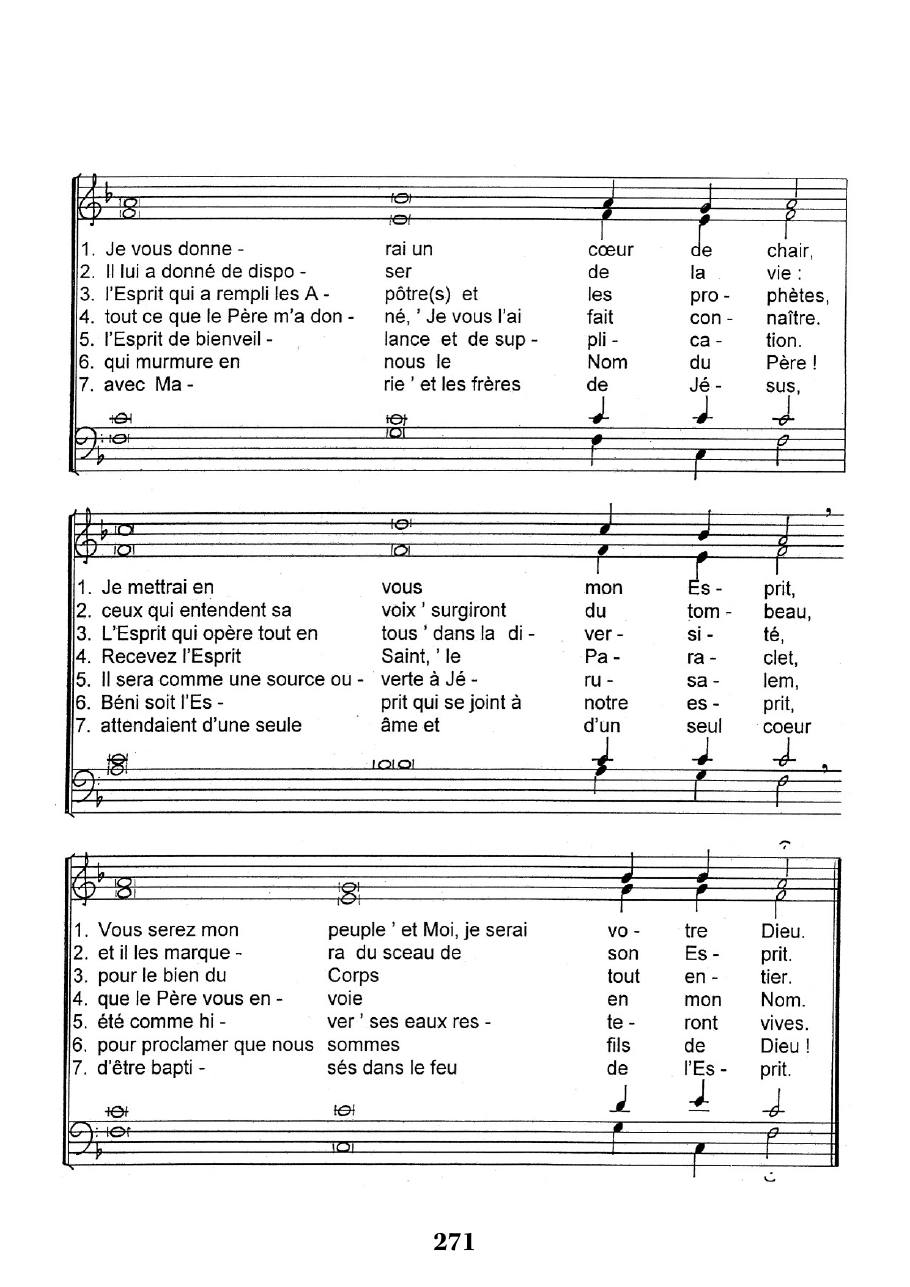 1. Je vous donne - rai un cœur de chair,
2. Il lui a donné de dispo - ser de la vie :
3. l'Esprit qui a rempli les A - pôtre(s) et les pro - phètes,
4. tout ce que le Père m'a don - né, ' Je vous l'ai fait con - naître.
5. l'Esprit de bienveil - lance et de sup - pli - ca - tion.
6. qui murmure en nous le Nom du Père !
7. avec Ma - rie ' et les frères de Jé - sus,
1. Je mettrai en vous mon Es - prit,
2. ceux qui entendent sa voix ' surgiront du tom - beau,
3. L'Esprit qui opère tout en tous ' dans la di - ver - si - té,
4. Recevez l'Esprit Saint, ' le Pa - ra - clet,
5. Il sera comme une source ou - verte à Jé - ru - sa - lem,
6. Béni soit l'Es - prit qui se joint à notre es - prit,
7. attendaient d'une seule âme et d'un seul coeur
1. Vous serez mon peuple ' et Moi, je serai vo - tre Dieu.
2. et il les marque - ra du sceau de son Es - prit.
3. pour le bien du Corps tout en - tier.
4. que le Père vous en - voie en mon Nom.
5. été comme hi - ver ' ses eaux res - te - ront vives.
6. pour proclamer que nous sommes fils de Dieu !
7. d'être bapti - sés dans le feu de l'Es - prit.
271